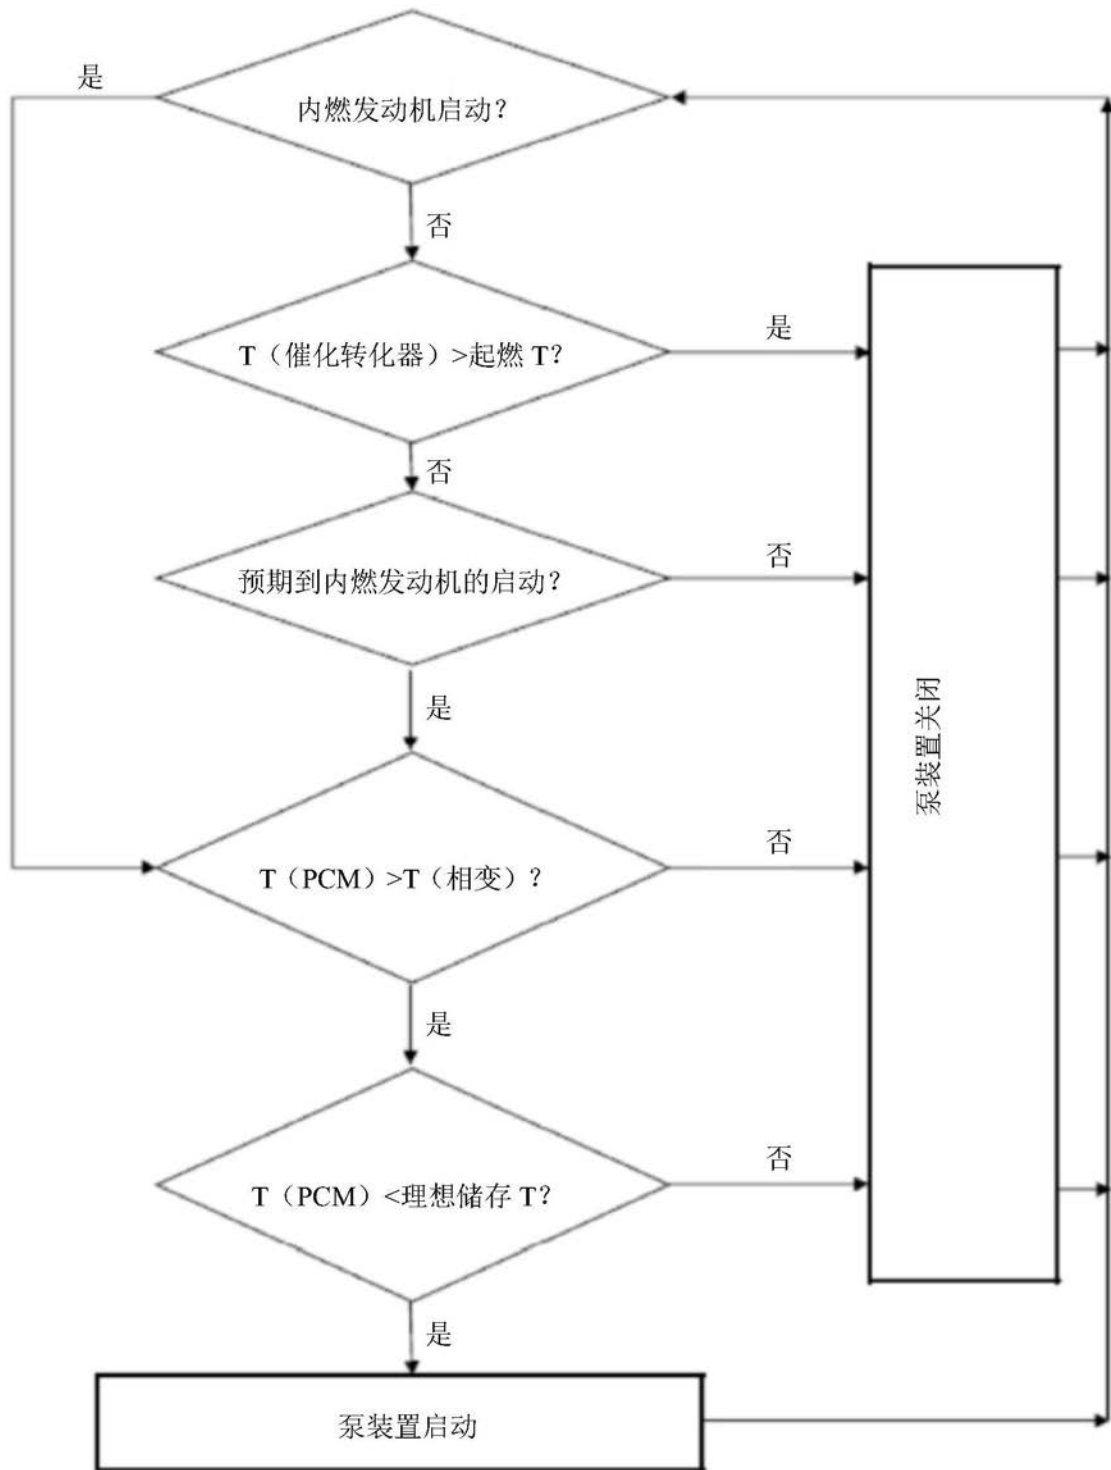 是
内燃发动机启动？
否
T（催化转化器）>起燃 T？
是
否
预期到内燃发动机的启动？
否
是
T（PCM）>T（相变）？
否
是
T（PCM）<理想储存 T？
否
是
泵装置启动
泵装置关闭